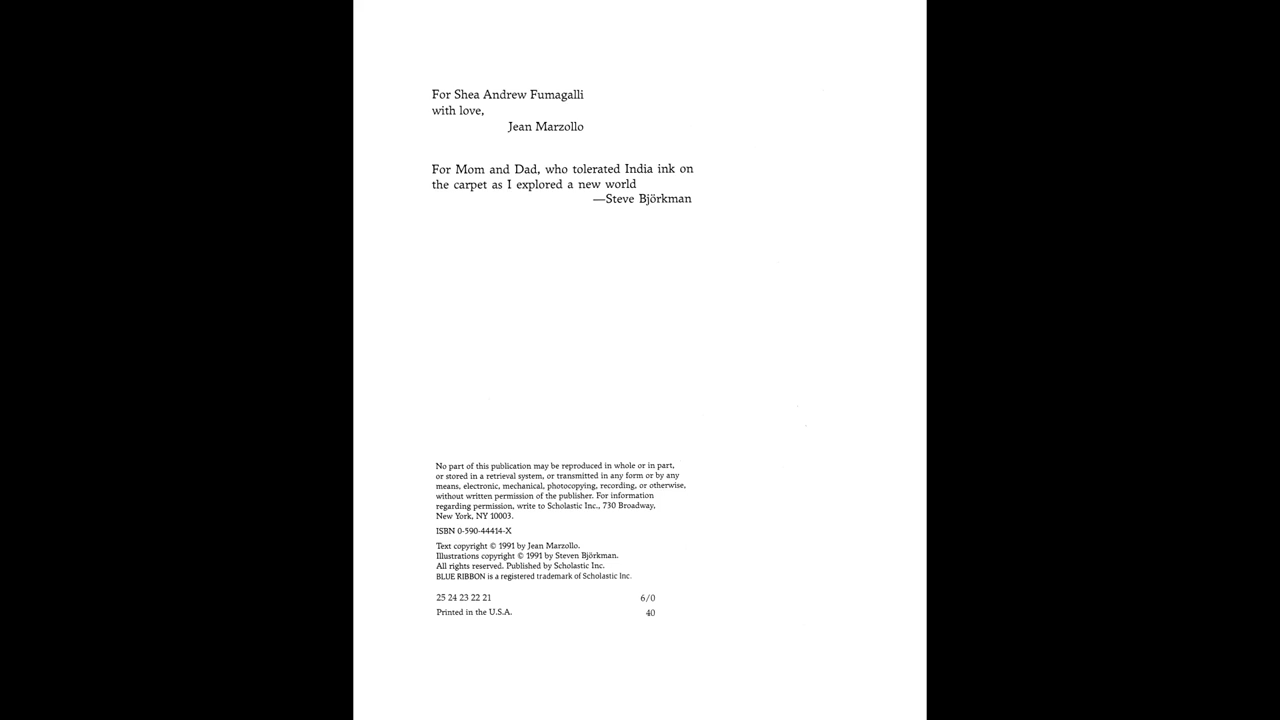 For Shea Andrew Fumagalli
with love,
Jean Marzollo
For Mom and Dad, who tolerated India ink on
the carpet as I explored a new world
—Steve Björkman
No part of this publication may be reproduced in whole or in part,
or stored in a retrieval system, or transmitted in any form or by any
means, electronic, mechanical, photocopying, recording, or otherwise,
without written permission of the publisher. For information
regarding permission, write to Scholastic Inc., 730 Broadway,
New York, NY 10003.
ISBN 0-590-44414-X
Text copyright © 1991 by Jean Marzollo.
Illustrations copyright © 1991 by Steven Björkman.
All rights reserved. Published by Scholastic Inc.
BLUE RIBBON is a registered trademark of Scholastic Inc.
25 24 23 22 21 6/0
Printed in the U.S.A. 40